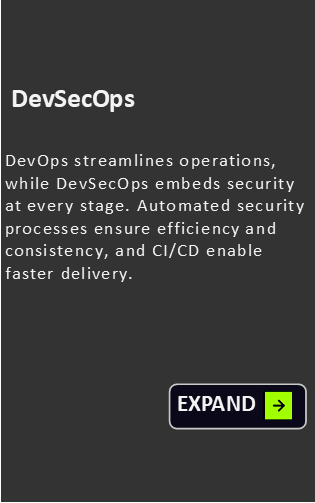 DevSecOps
DevOps streamlines operations,
while DevSecOps embeds security
at every stage. Automated security
processes ensure efficiency and
consistency, and CI/CD enable
faster delivery.
EXPAND →